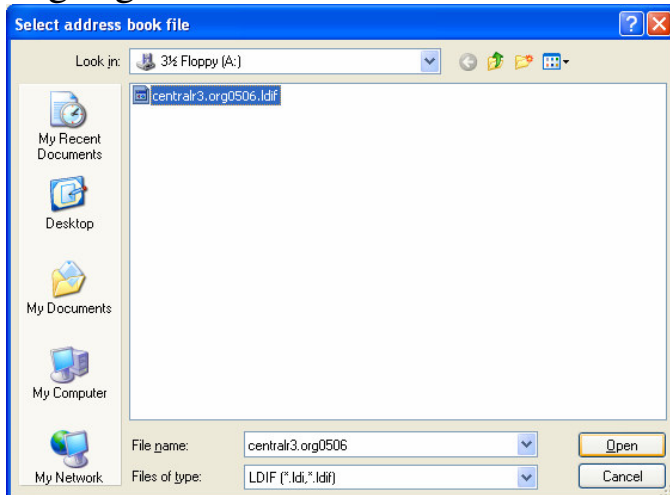 Select address book file
Look in:
3½ Floppy (A:)
centralr3.org0506.ldif
My Recent
Documents
Desktop
My Documents
My Computer
My Network
File name:
centralr3.org0506
Open
Files of type:
LDIF (*.ldi,*.ldif)
Cancel